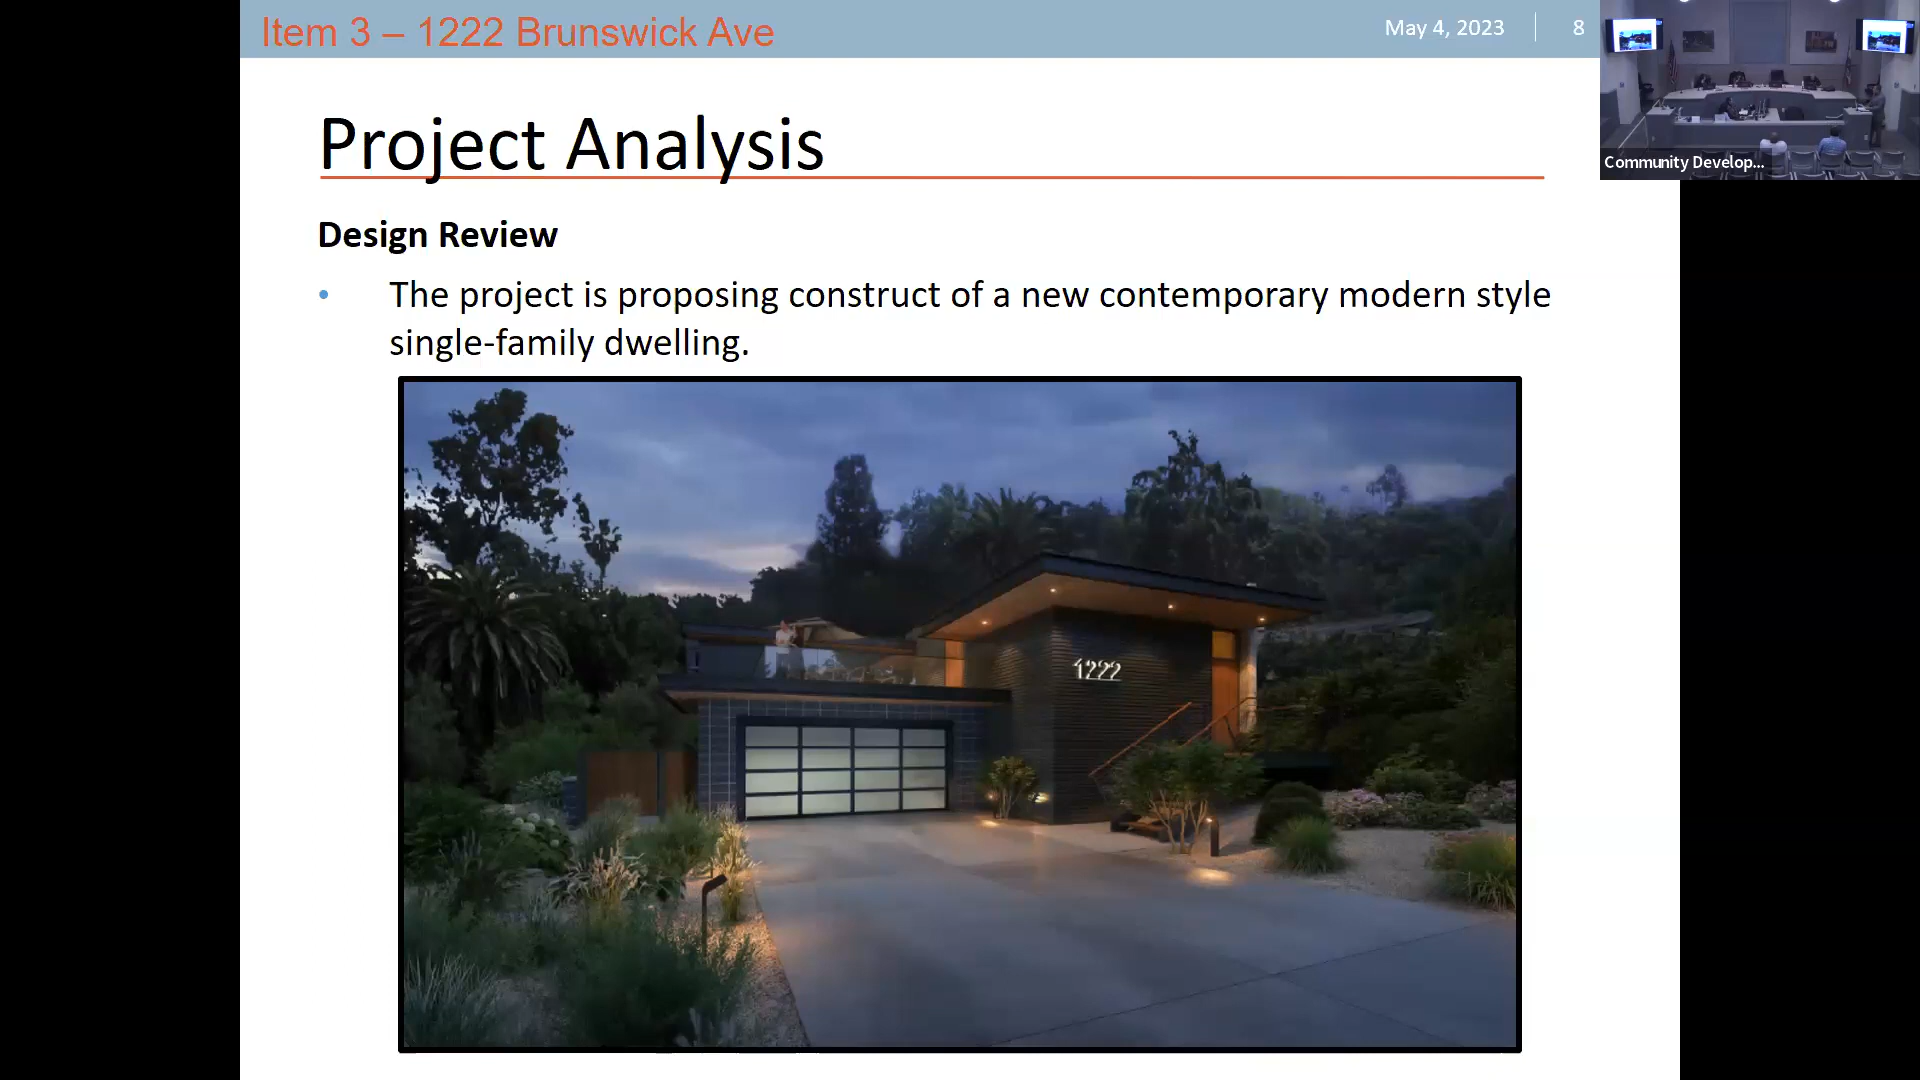 Item 3 – 1222 Brunswick Ave
May 4, 2023
8
Community Develop...
Project Analysis
Design Review
• The project is proposing construct of a new contemporary modern style
single-family dwelling.
1222